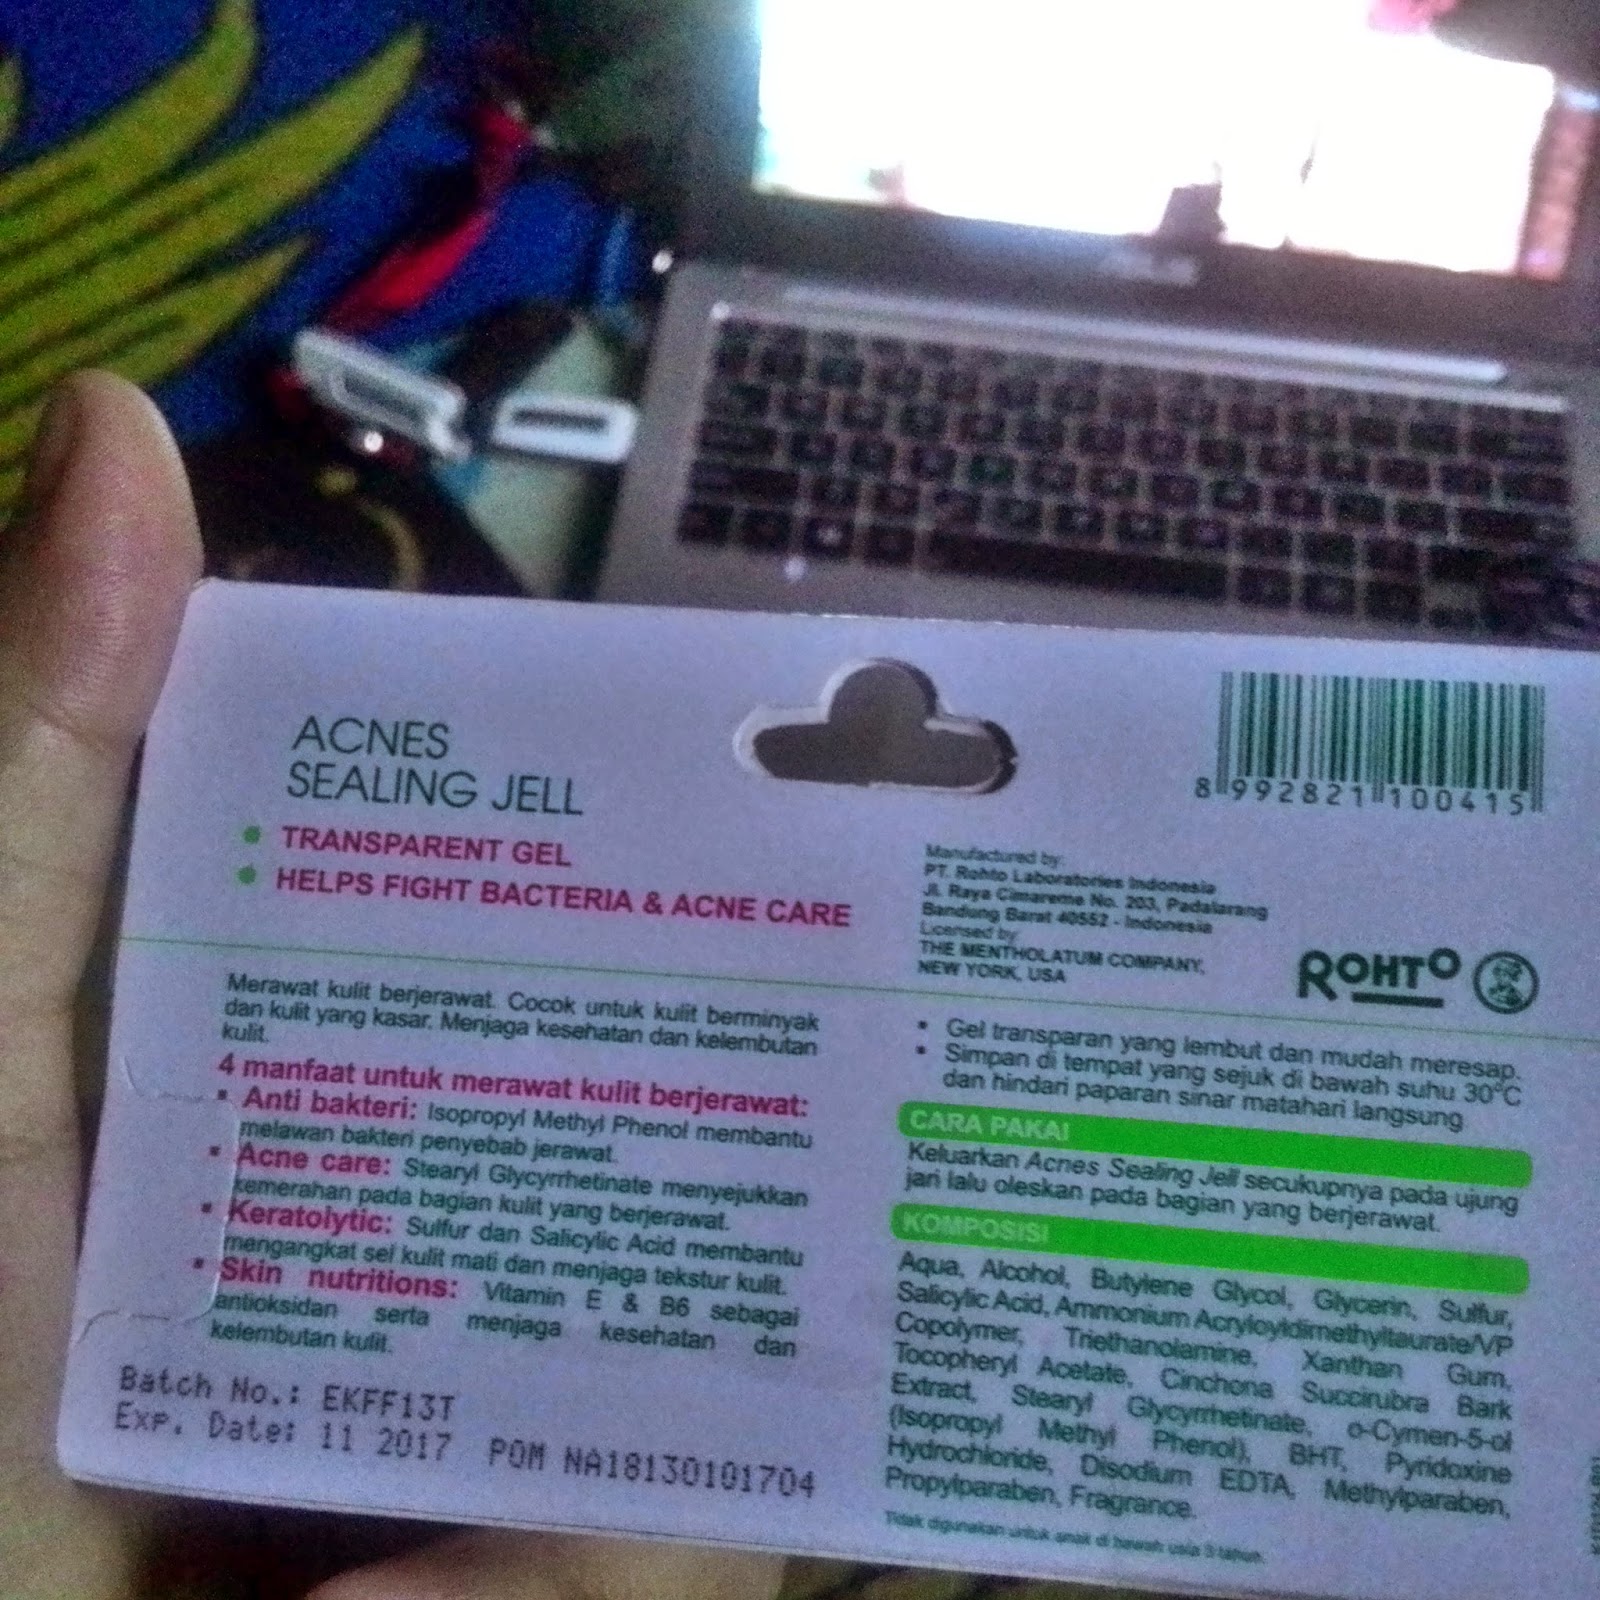 ACNES
SEALING JELL
TRANSPARENT GEL
HELPS FIGHT BACTERIA & ACNE CARE
8 992821 100415
Manufactured by:
PT. Rohto Laboratories Indonesia
Jl. Raya Cimareme No. 203, Padalarang
Bandung Barat 40552 - Indonesia
Licensed by
THE MENTHOLATUM COMPANY,
NEW YORK, USA
ROHTO
Merawat kulit berjerawat. Cocok untuk kulit berminyak
dan kulit yang kasar. Menjaga kesehatan dan kelembutan
kulit.
4 manfaat untuk merawat kulit berjerawat:
• Anti bakteri: Isopropyl Methyl Phenol membantu
melawan bakteri penyebab jerawat.
• Acne care: Stearyl Glycyrrhetinate menyejukkan
kemerahan pada bagian kulit yang berjerawat.
• Keratolytic: Sulfur dan Salicylic Acid membantu
mengangkat sel kulit mati dan menjaga tekstur kulit.
• Skin nutritions: Vitamin E & B6 sebagai
antioksidan serta menjaga kesehatan dan
kelembutan kulit.
Batch No.: EKFF13T
Exp. Date: 11 2017 POM NA18130101704
• Gel transparan yang lembut dan mudah meresap.
• Simpan di tempat yang sejuk di bawah suhu 30°C
dan hindari paparan sinar matahari langsung
CARA PAKAI
Keluarkan Acnes Sealing Jell secukupnya pada ujung
jari lalu oleskan pada bagian yang berjerawat.
KOMPOSISI
Aqua, Alcohol, Butylene Glycol, Glycerin, Sulfur,
Salicylic Acid, Ammonium Acryloyldimethyltaurate/VP
Copolymer, Triethanolamine, Xanthan Gum,
Tocopheryl Acetate, Cinchona Succirubra Bark
Extract, Stearyl Glycyrrhetinate, o-Cymen-5-ol
(Isopropyl Methyl Phenol), BHT, Pyridoxine
Hydrochloride, Disodium EDTA, Methylparaben,
Propylparaben, Fragrance.
Tidak digunakan untuk anak di bawah usia 3 tahun.